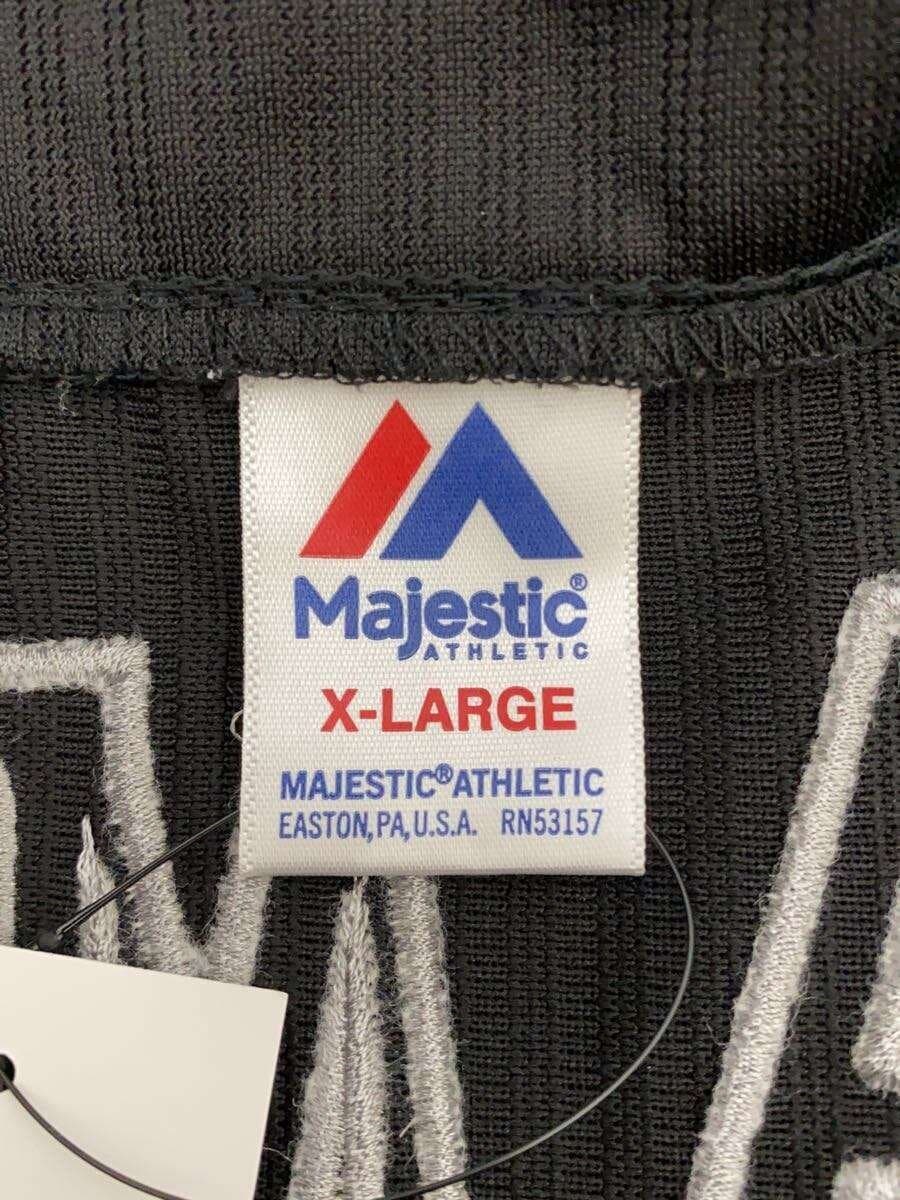 Majestic®
ATHLETIC
X-LARGE
MAJESTIC®ATHLETIC
EASTON, PA, U.S.A. RN53157